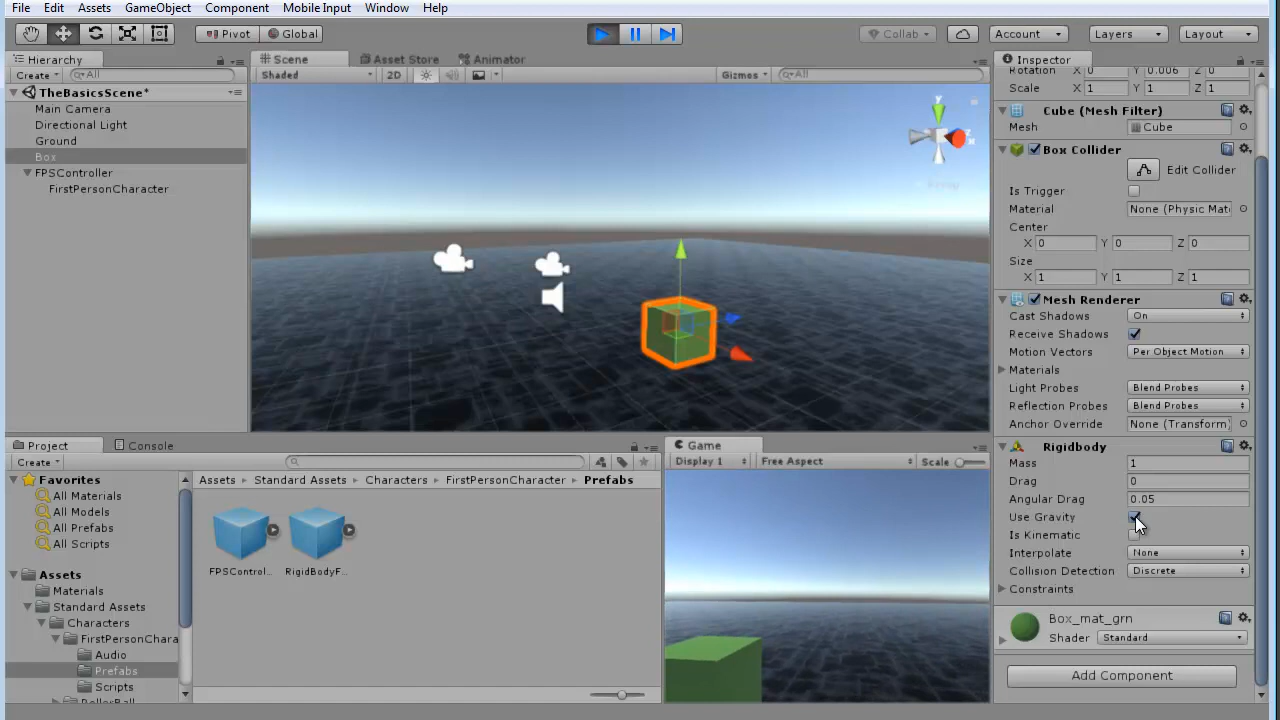 File Edit Assets GameObject Component Mobile Input Window Help
Pivot Global Collab Account Layers Layout
Hierarchy
Create All
TheBasicsScene*
Main Camera
Directional Light
Ground
Box
FPSController
FirstPersonCharacter
Scene Asset Store Animator
Shaded 2D Gizmos All
y
Persp
Inspector
Rotation X 0 Y 0.006 Z 0
Scale X 1 Y 1 Z 1
Cube (Mesh Filter)
Mesh Cube
Box Collider
Edit Collider
Is Trigger
Material None (Physic Mate
Center
X 0 Y 0 Z 0
Size
X 1 Y 1 Z 1
Mesh Renderer
Cast Shadows On
Receive Shadows
Motion Vectors Per Object Motion
Materials
Light Probes Blend Probes
Reflection Probes Blend Probes
Anchor Override None (Transform)
Rigidbody
Mass 1
Drag 0
Angular Drag 0.05
Use Gravity
Is Kinematic
Interpolate None
Collision Detection Discrete
Constraints
Box_mat_grn
Shader Standard
Add Component
Project Console
Create
Favorites
All Materials
All Models
All Prefabs
All Scripts
Assets
Materials
Standard Assets
Characters
FirstPersonChara
Audio
Prefabs
Scripts
RollerBall
Assets Standard Assets Characters FirstPersonCharacter Prefabs
FPSControl... RigidBodyF...
Game
Display 1 Free Aspect Scale